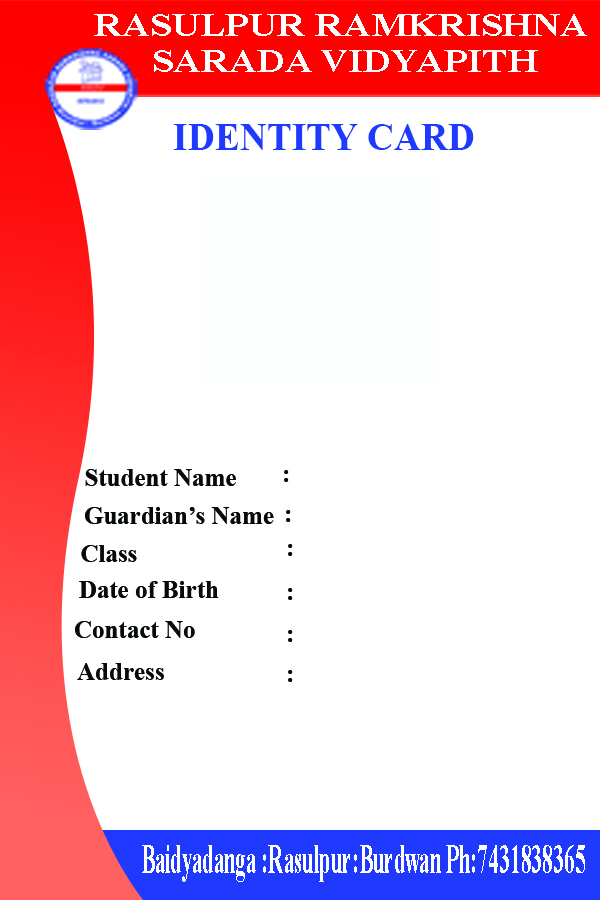 RASULPUR RAMKRISHNA
SARADA VIDYAPITH
IDENTITY CARD
Student Name :
Guardian’s Name :
Class :
Date of Birth :
Contact No :
Address :
Baidyadanga :Rasulpur:Burdwan Ph:7431838365